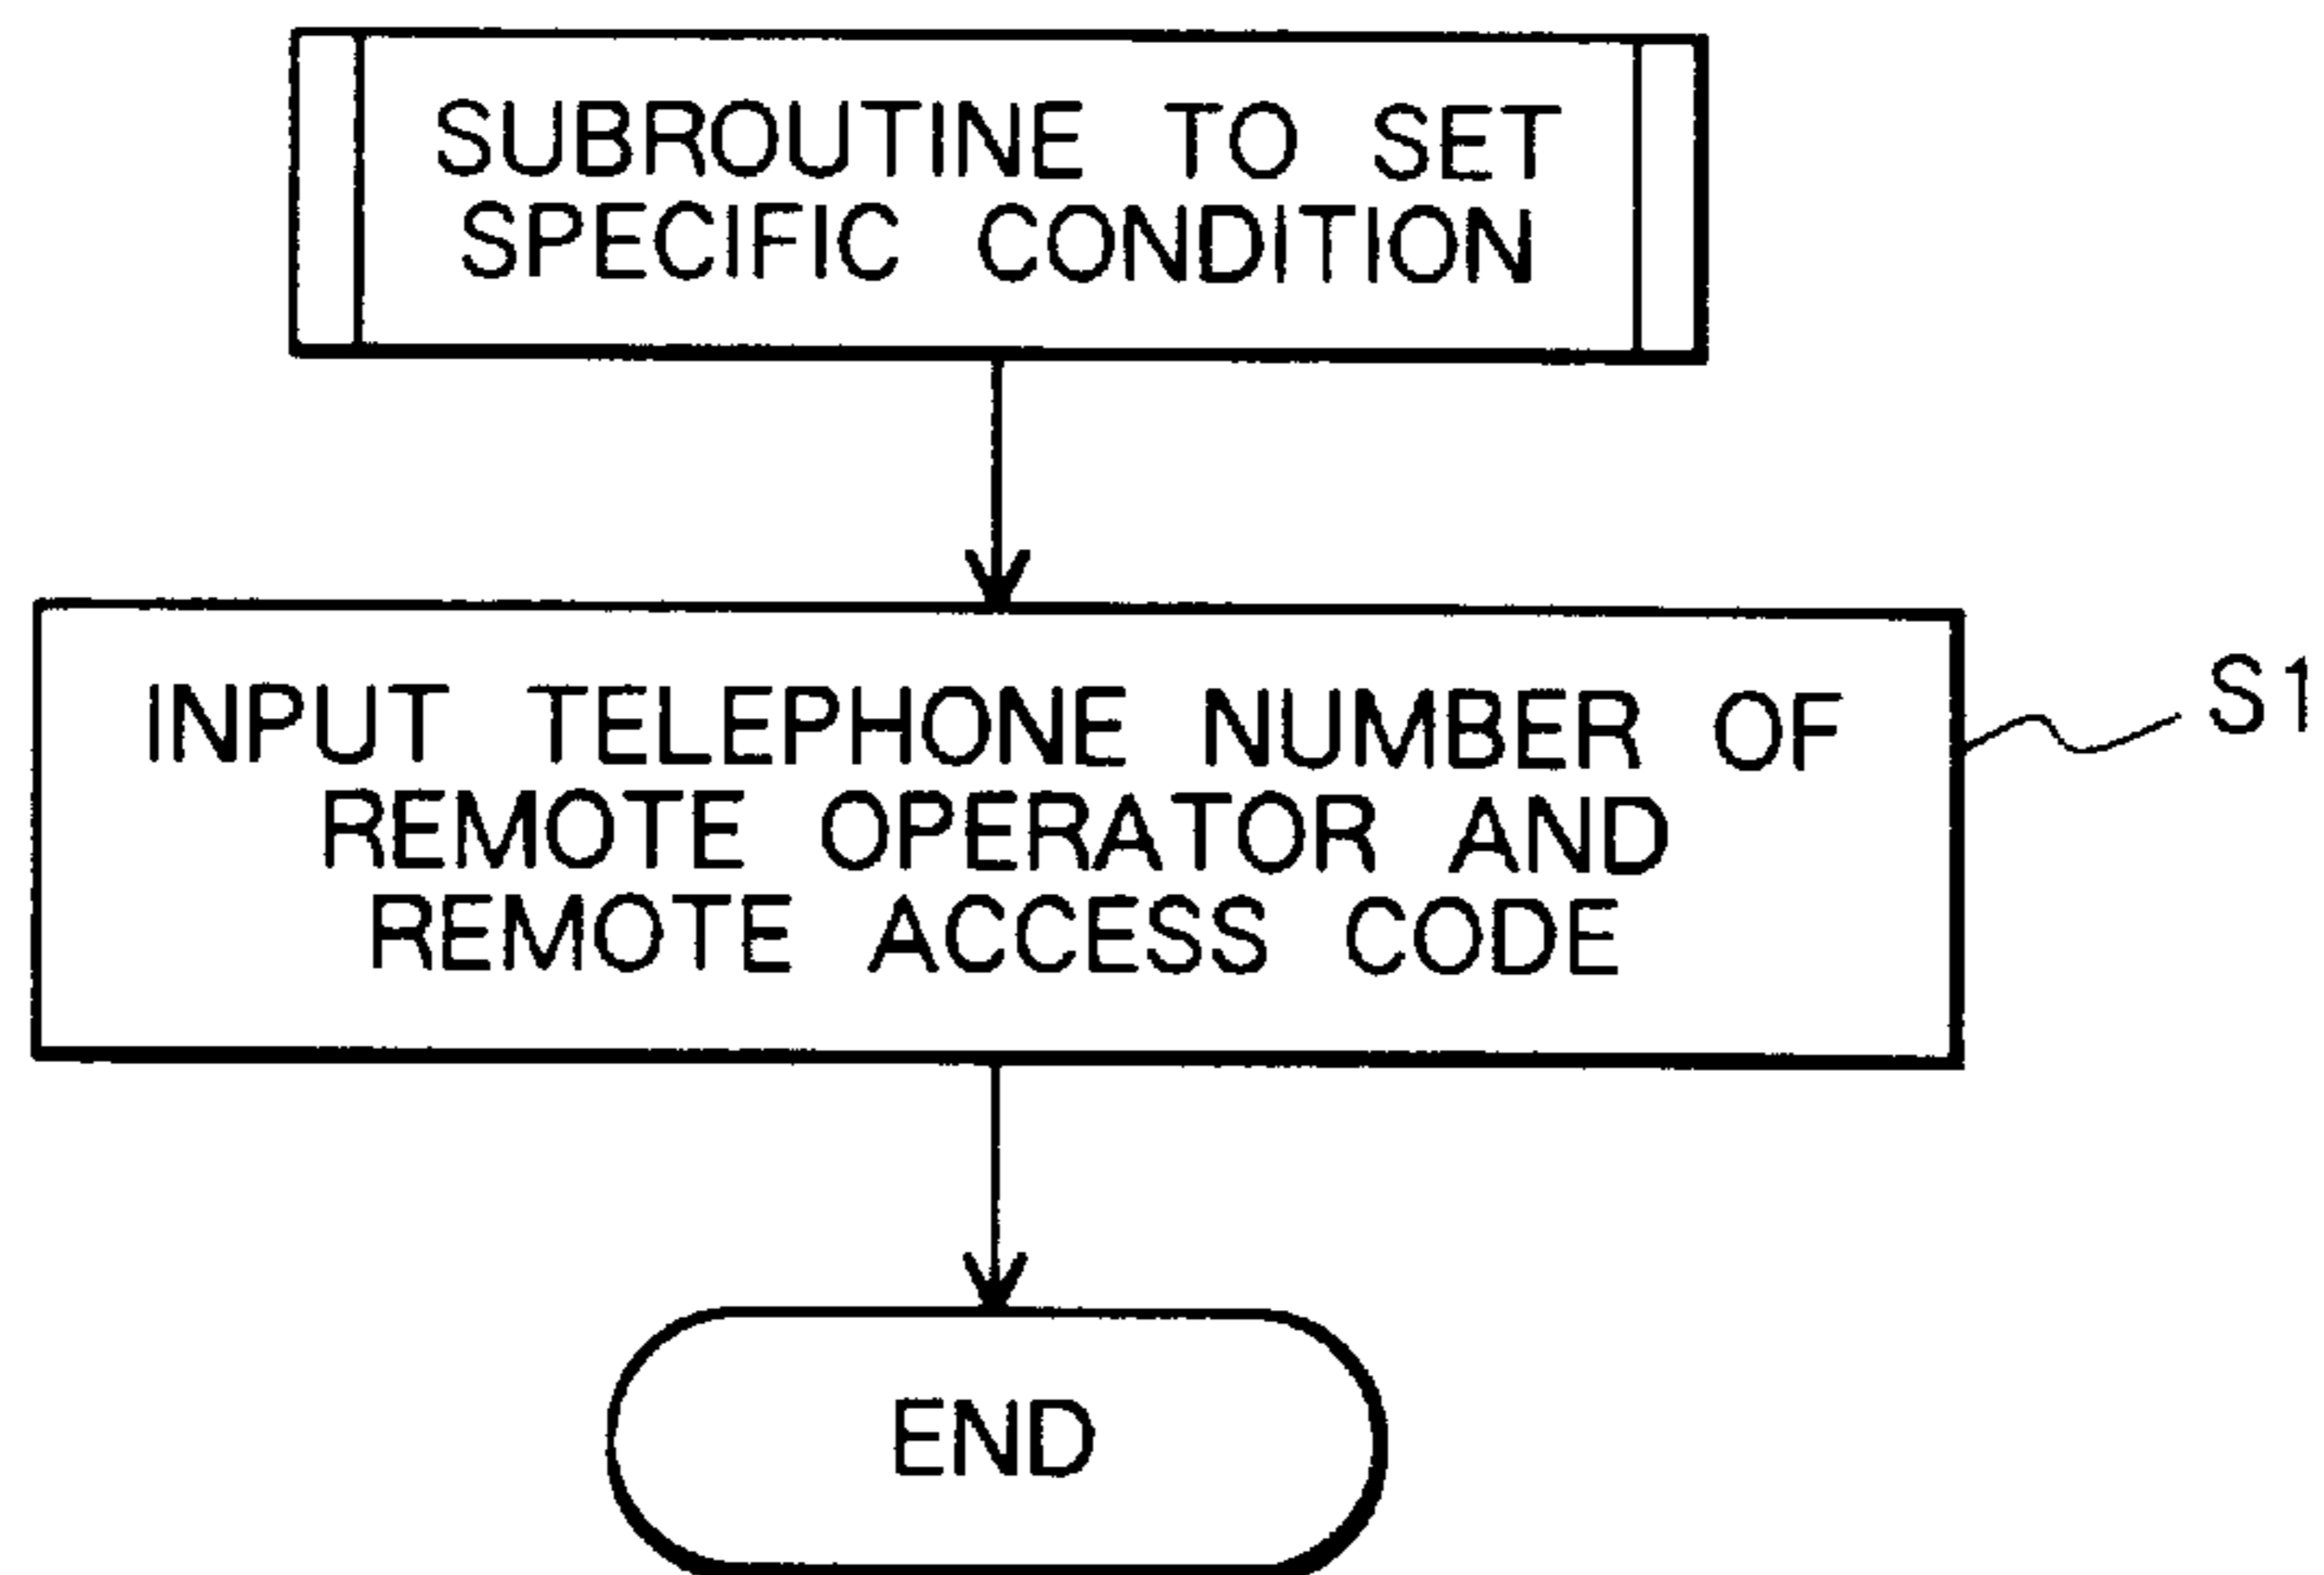 SUBROUTINE TO SET
SPECIFIC CONDITION
INPUT TELEPHONE NUMBER OF
REMOTE OPERATOR AND
REMOTE ACCESS CODE
S1
END